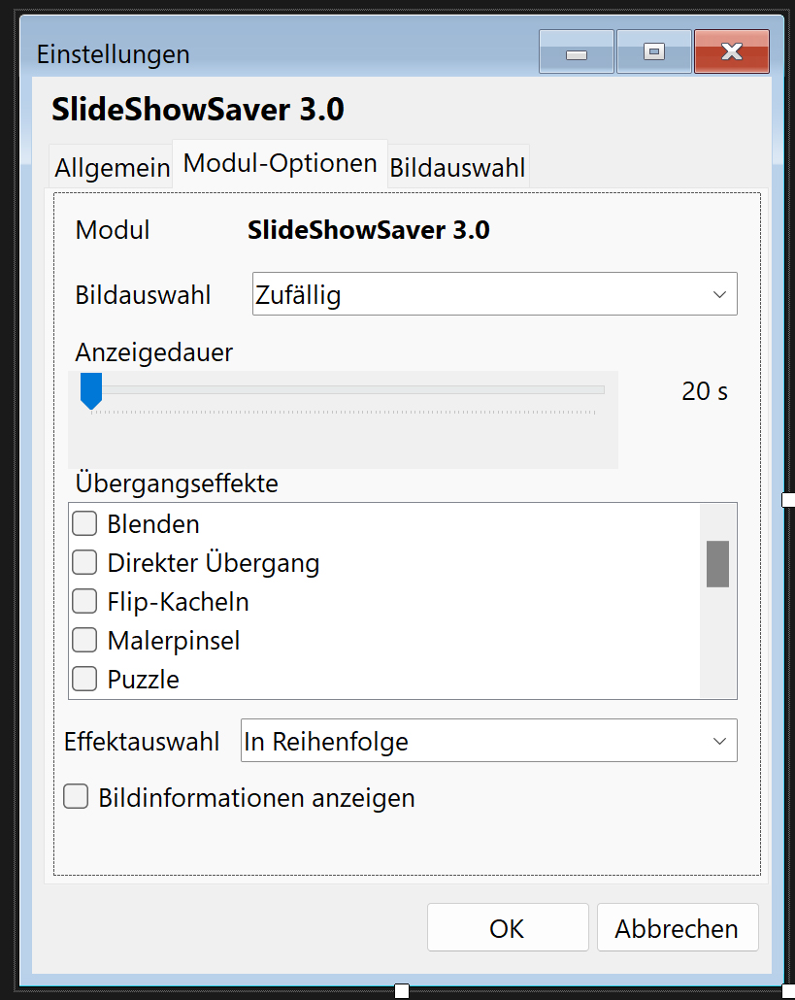 Einstellungen
SlideShowSaver 3.0
Allgemein Modul-Optionen Bildauswahl
Modul SlideShowSaver 3.0
Bildauswahl Zufällig
Anzeigedauer
20 s
Übergangseffekte
Blenden
Direkter Übergang
Flip-Kacheln
Malerpinsel
Puzzle
Effektauswahl In Reihenfolge
Bildinformationen anzeigen
OK Abbrechen